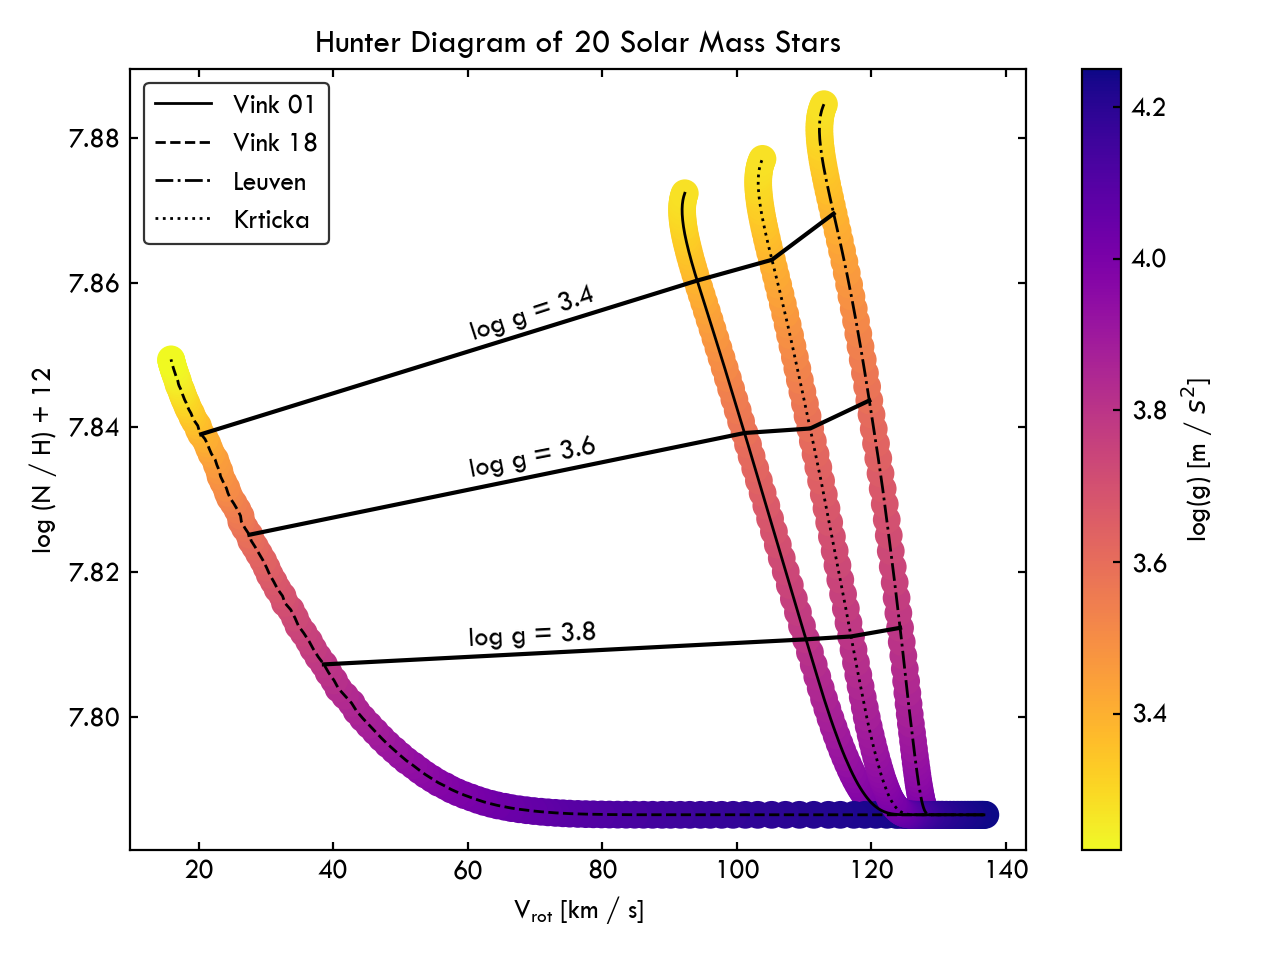 Hunter Diagram of 20 Solar Mass Stars
Vink 01
Vink 18
Leuven
Krticka
7.88
7.86
7.84
7.82
7.80
log (N / H) + 12
log g = 3.4
log g = 3.6
log g = 3.8
20 40 60 80 100 120 140
V_rot [km / s]
4.2
4.0
3.8
3.6
3.4
log(g) [m / s²]